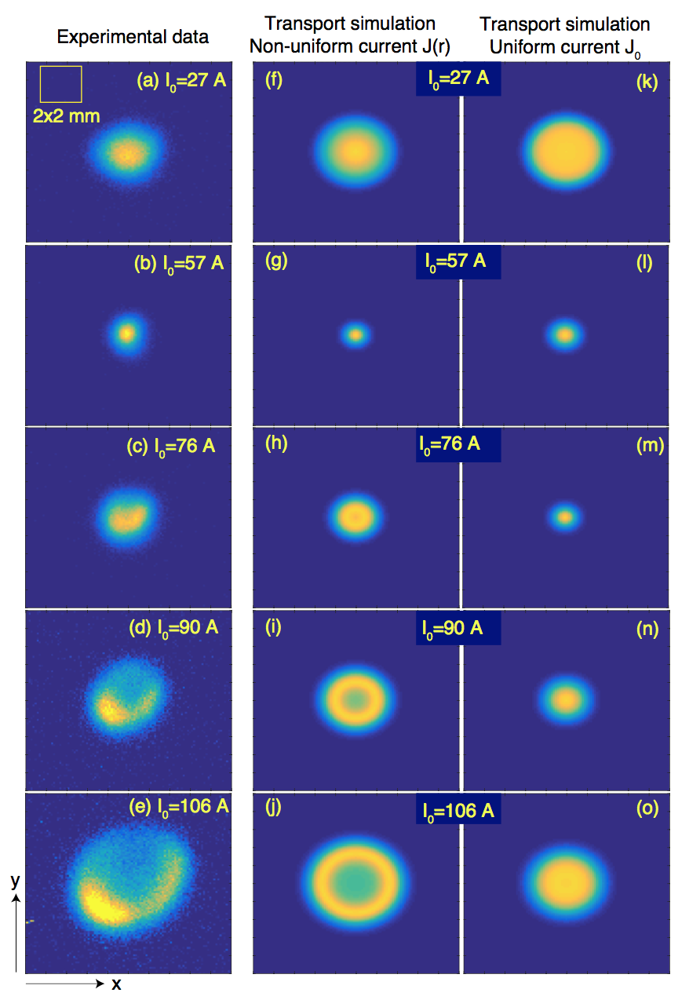 Experimental data
Transport simulation
Non-uniform current J(r)
Transport simulation
Uniform current J₀
(a) I₀=27 A
2x2 mm
(f)
I₀=27 A
(k)
(b) I₀=57 A
(g)
I₀=57 A
(l)
(c) I₀=76 A
(h)
I₀=76 A
(m)
(d) I₀=90 A
(i)
I₀=90 A
(n)
(e) I₀=106 A
(j)
I₀=106 A
(o)
y
x